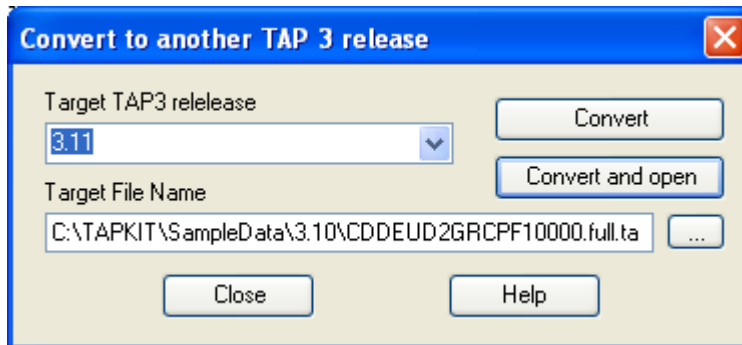 Convert to another TAP 3 release
Target TAP3 relelease
3.11
Convert
Convert and open
Target File Name
C:\TAPKIT\SampleData\3.10\CDDEUD2GRCPF10000.full.ta
...
Close
Help